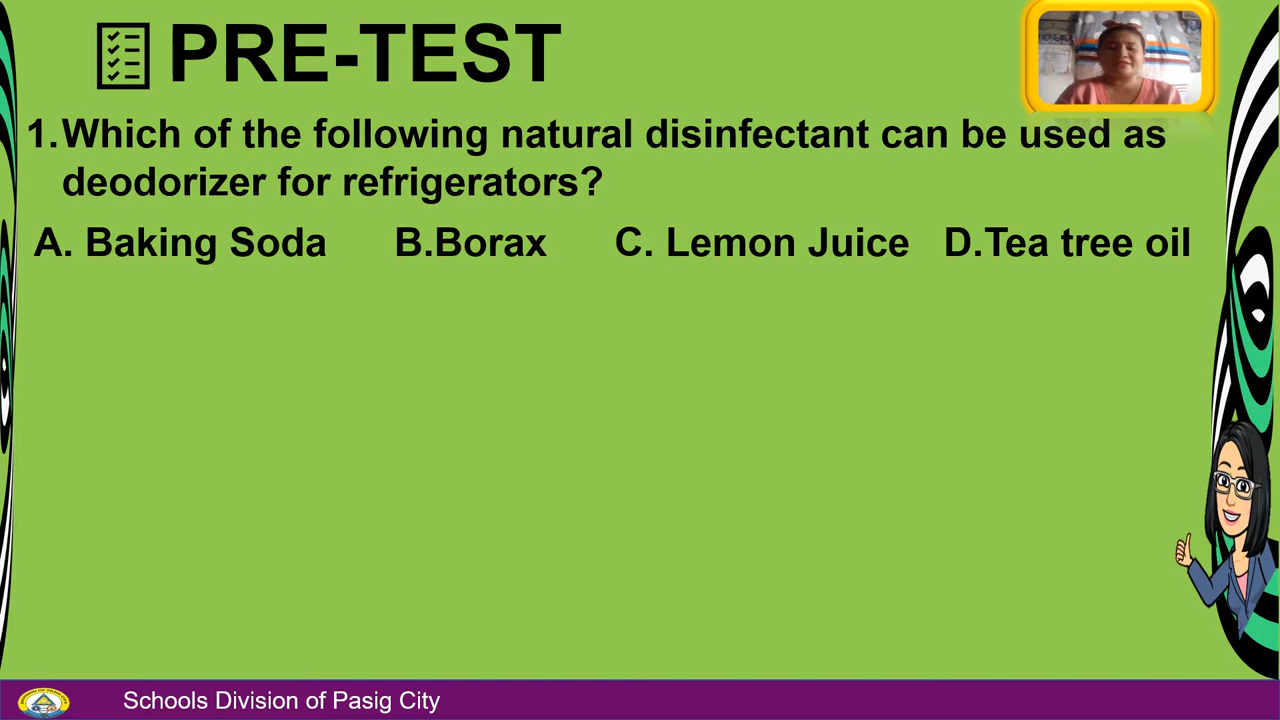 PRE-TEST
1.Which of the following natural disinfectant can be used as
deodorizer for refrigerators?
A. Baking Soda B.Borax C. Lemon Juice D.Tea tree oil
Schools Division of Pasig City